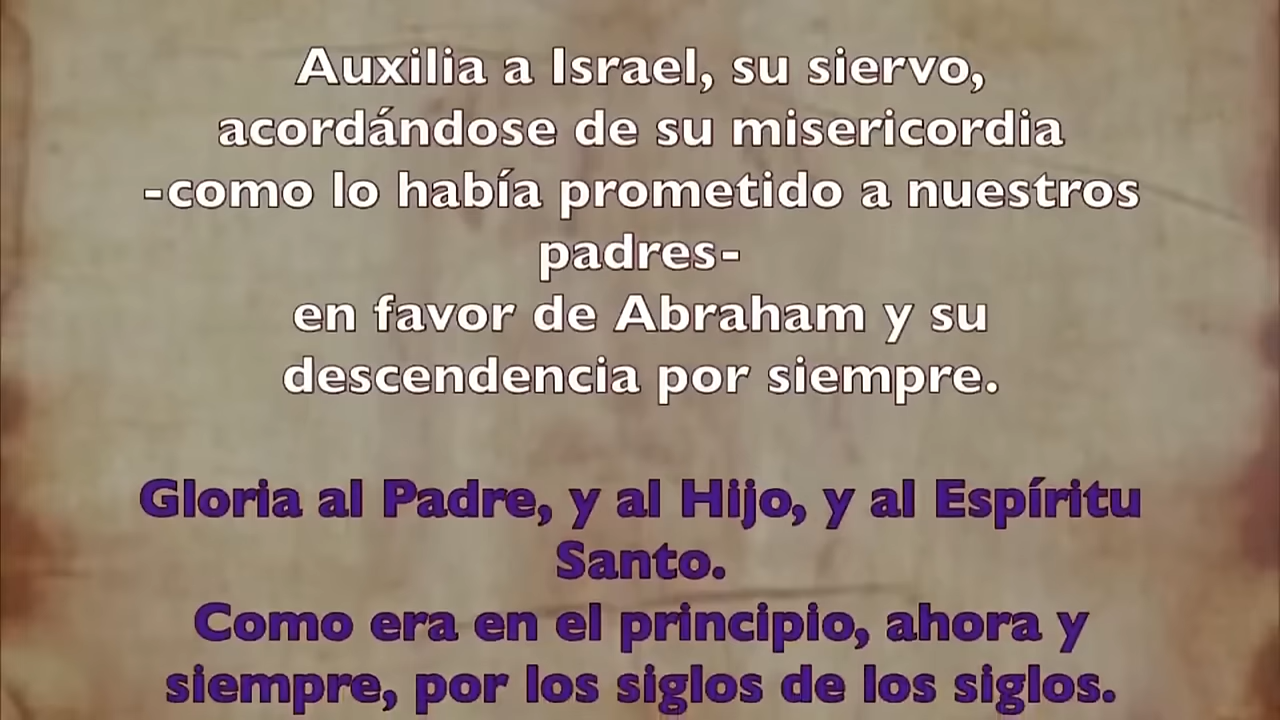 Auxilia a Israel, su siervo,
acordándose de su misericordia
-como lo había prometido a nuestros
padres-
en favor de Abraham y su
descendencia por siempre.
Gloria al Padre, y al Hijo, y al Espíritu
Santo.
Como era en el principio, ahora y
siempre, por los siglos de los siglos.